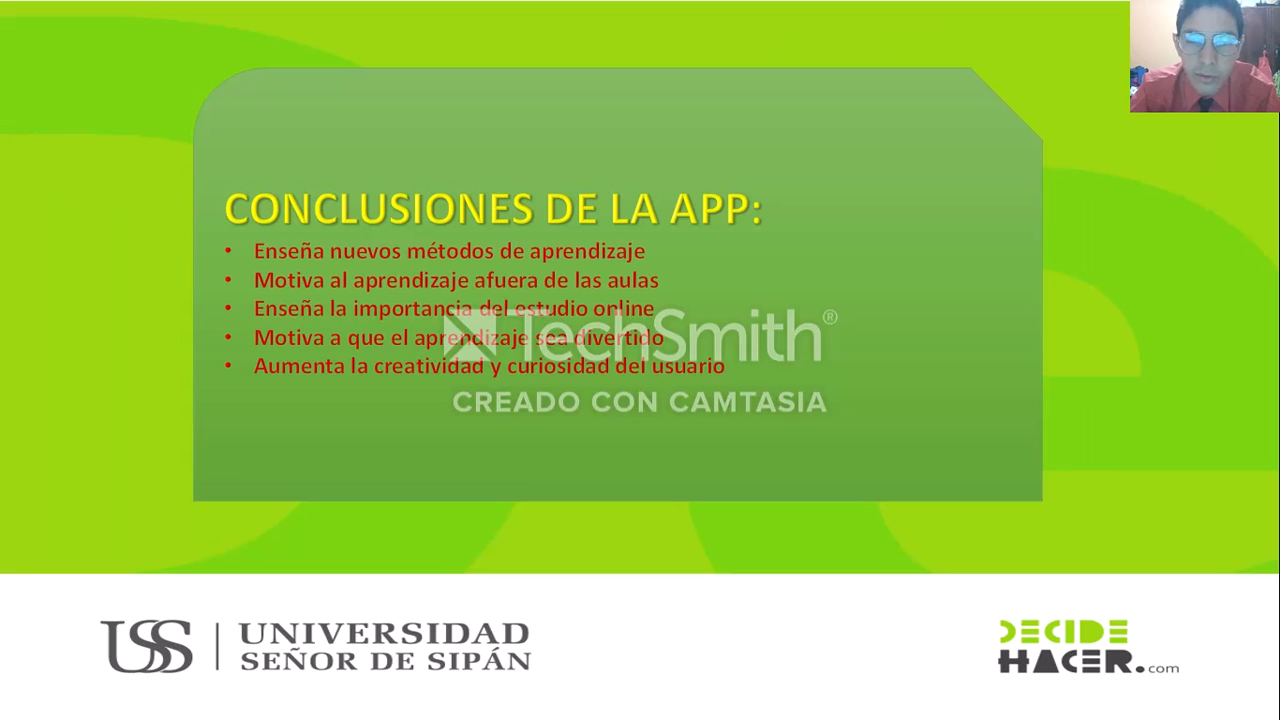 CONCLUSIONES DE LA APP:
• Enseña nuevos métodos de aprendizaje
• Motiva al aprendizaje afuera de las aulas
• Enseña la importancia del estudio online
• Motiva a que el aprendizaje sea divertido
• Aumenta la creatividad y curiosidad del usuario
TechSmith®
CREADO CON CAMTASIA
USS UNIVERSIDAD
SEÑOR DE SIPÁN
DECIDE
HACER.com